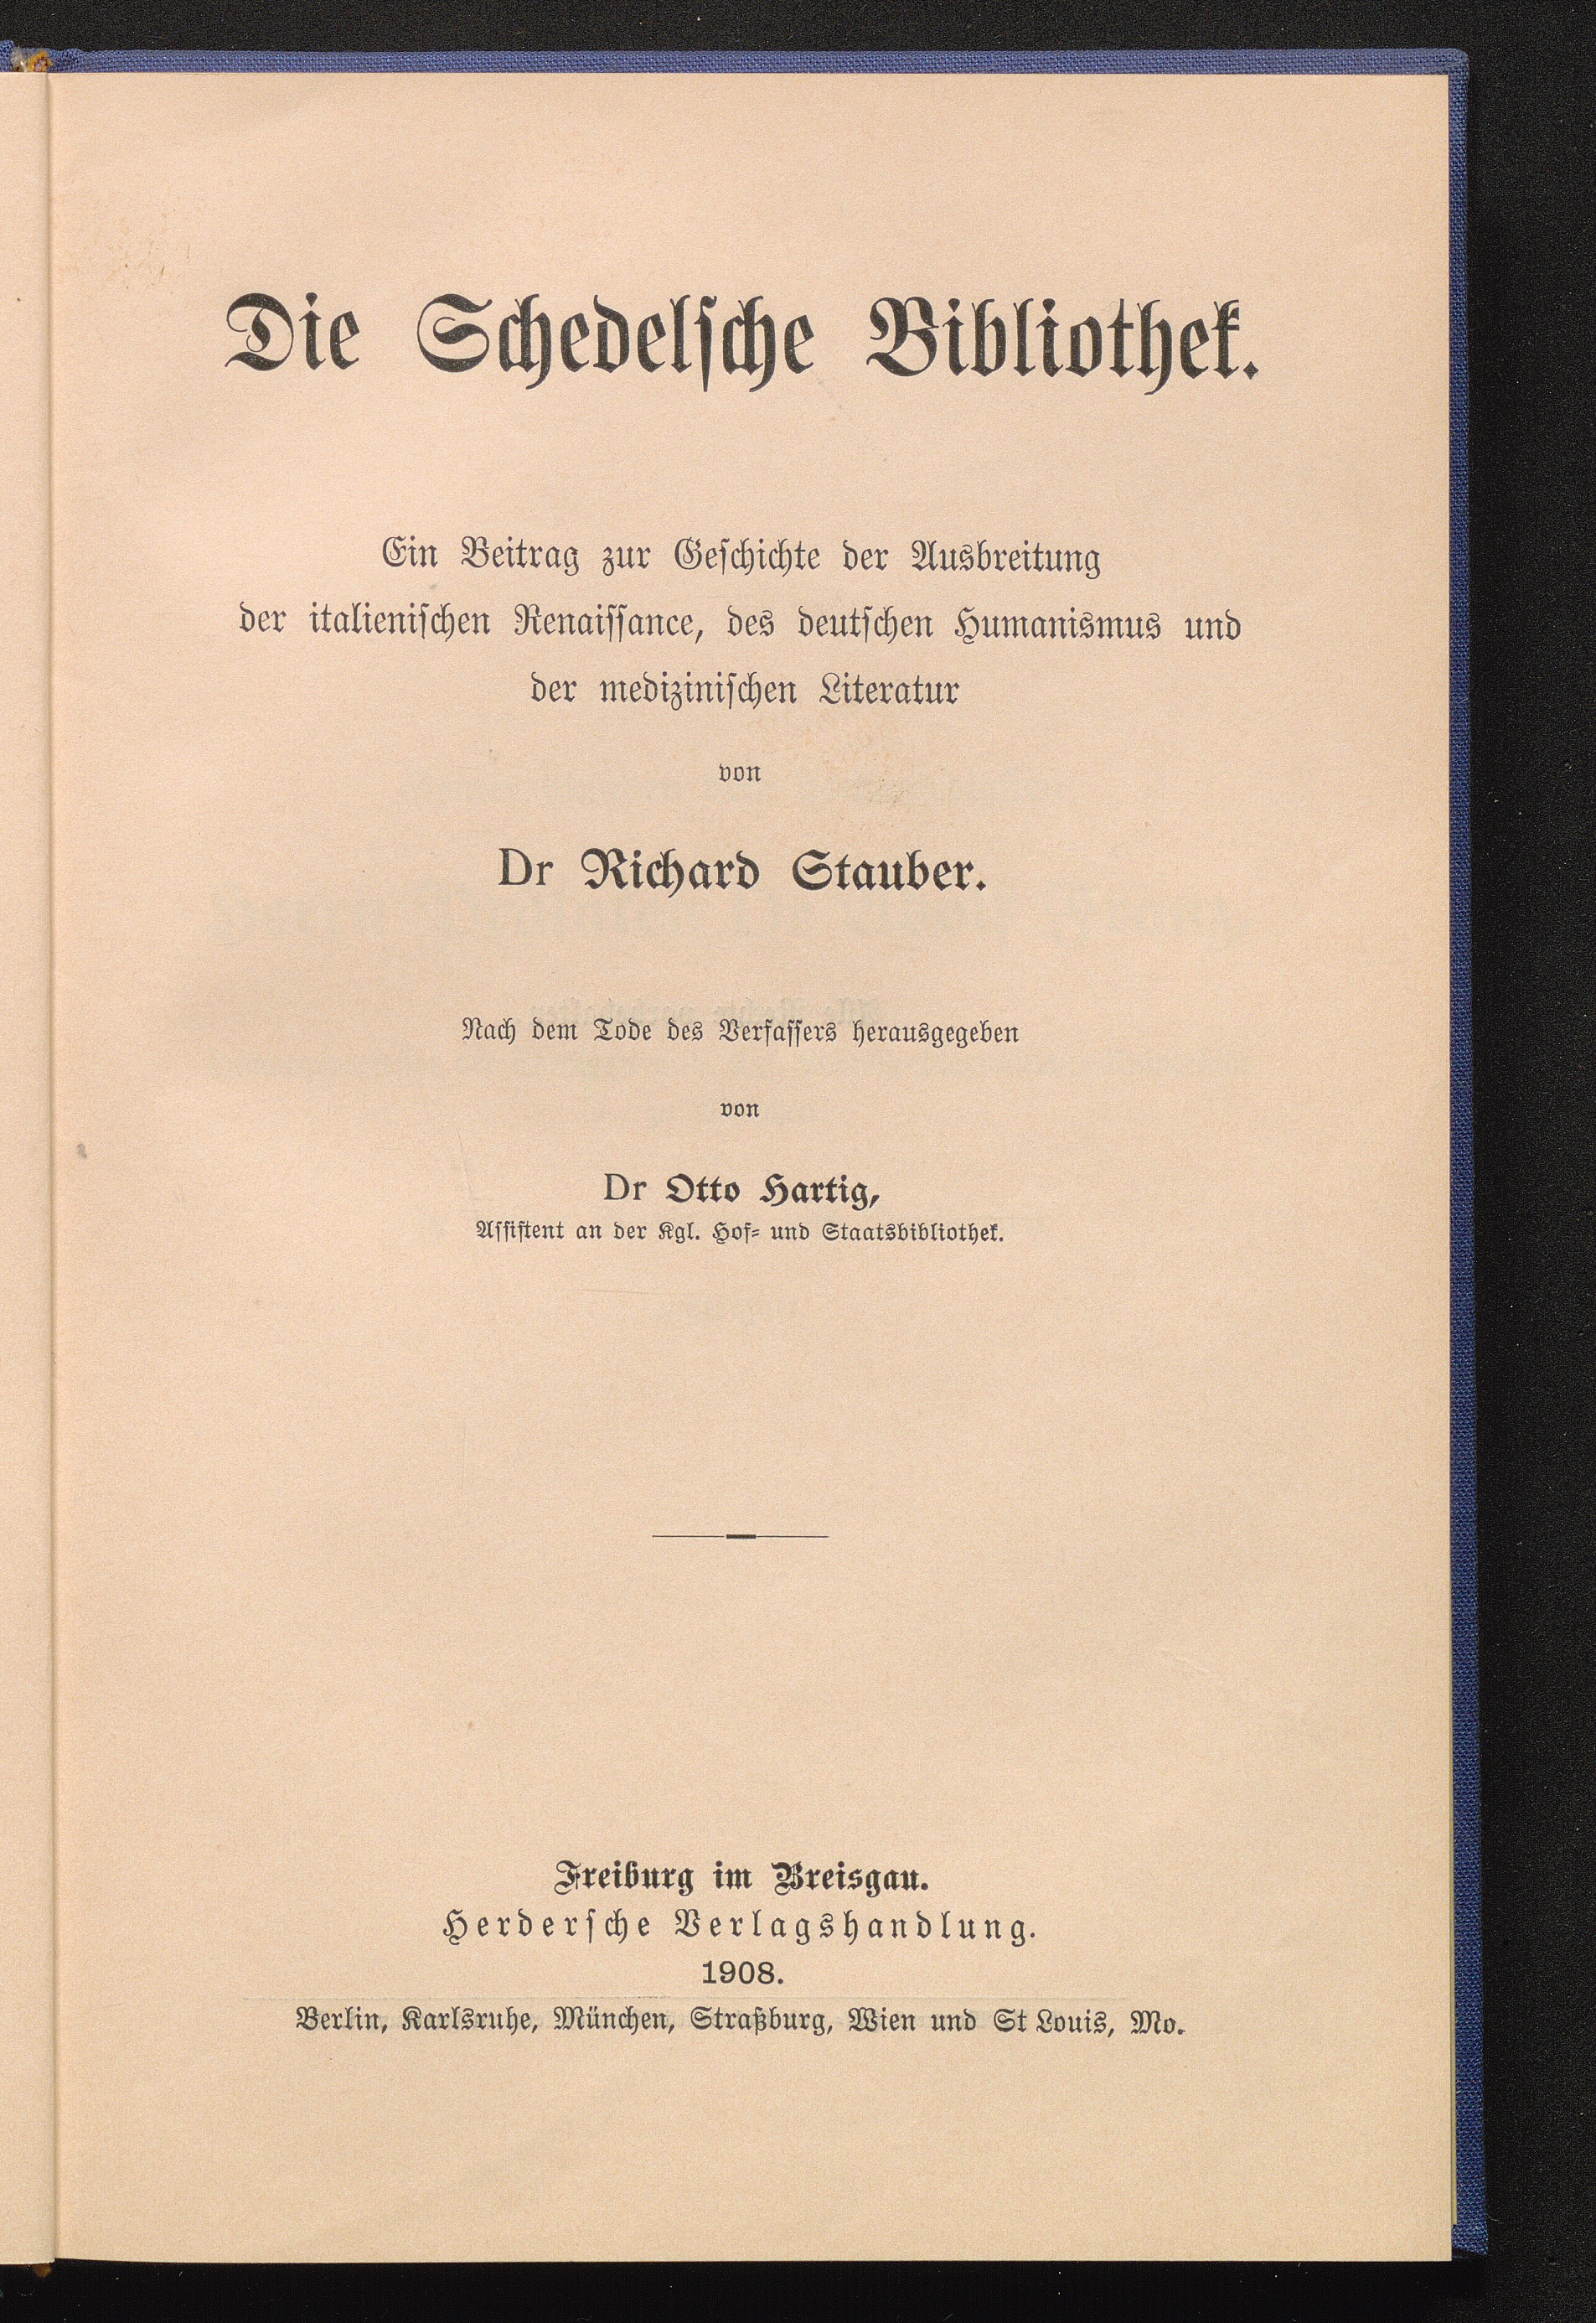 Die Schedelsche Bibliothek.
Ein Beitrag zur Geschichte der Ausbreitung
der italienischen Renaissance, des deutschen Humanismus und
der medizinischen Literatur
von
Dr Richard Stauber.
Nach dem Tode des Verfassers herausgegeben
von
Dr Otto Hartig,
Assistent an der Kgl. Hof- und Staatsbibliothek.
Freiburg im Breisgau.
Herdersche Verlagshandlung.
1908.
Berlin, Karlsruhe, München, Straßburg, Wien und St Louis, Mo.